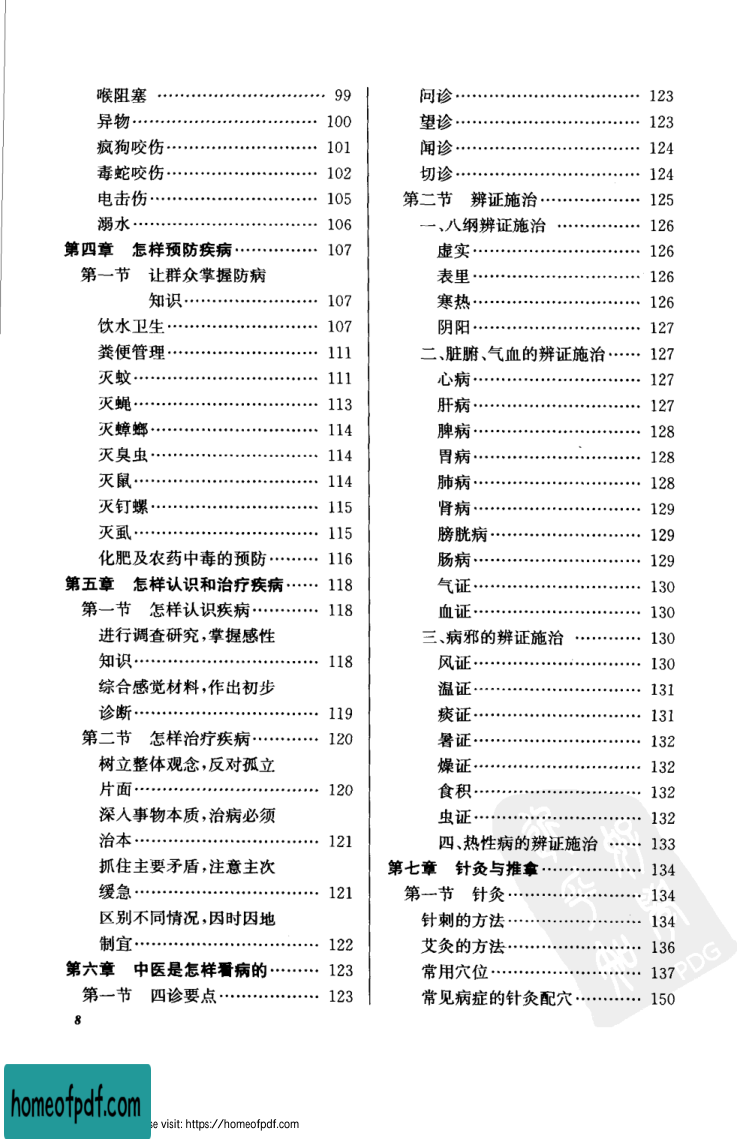 喉阻塞 …………………………… 99
异物…………………………… 100
疯狗咬伤……………………… 101
毒蛇咬伤……………………… 102
电击伤………………………… 105
溺水…………………………… 106
第四章 怎样预防疾病…………… 107
第一节 让群众掌握防病
知识…………………… 107
饮水卫生……………………… 107
粪便管理……………………… 111
灭蚊…………………………… 111
灭蝇…………………………… 113
灭蟑螂………………………… 114
灭臭虫………………………… 114
灭鼠…………………………… 114
灭钉螺………………………… 115
灭虱…………………………… 115
化肥及农药中毒的预防……… 116
第五章 怎样认识和治疗疾病…… 118
第一节 怎样认识疾病………… 118
进行调查研究,掌握感性
知识…………………………… 118
综合感觉材料,作出初步
诊断…………………………… 119
第二节 怎样治疗疾病………… 120
树立整体观念,反对孤立
片面…………………………… 120
深入事物本质,治病必须
治本…………………………… 121
抓住主要矛盾,注意主次
缓急…………………………… 121
区别不同情况,因时因地
制宜…………………………… 122
第六章 中医是怎样看病的……… 123
第一节 四诊要点……………… 123
问诊…………………………… 123
望诊…………………………… 123
闻诊…………………………… 124
切诊…………………………… 124
第二节 辨证施治……………… 125
一、八纲辨证施治 …………… 126
虚实………………………… 126
表里………………………… 126
寒热………………………… 126
阴阳………………………… 127
二、脏腑、气血的辨证施治…… 127
心病………………………… 127
肝病………………………… 127
脾病………………………… 128
胃病………………………… 128
肺病………………………… 128
肾病………………………… 129
膀胱病……………………… 129
肠病………………………… 129
气证………………………… 130
血证………………………… 130
三、病邪的辨证施治 ………… 130
风证………………………… 130
温证………………………… 131
痰证………………………… 131
暑证………………………… 132
燥证………………………… 132
食积………………………… 132
虫证………………………… 132
四、热性病的辨证施治 …… 133
第七章 针灸与推拿……………… 134
第一节 针灸…………………… 134
针刺的方法…………………… 134
艾灸的方法…………………… 136
常用穴位……………………… 137
常见病症的针灸配穴………… 150
8
PDG
homeofpdf.com
se visit: https://homeofpdf.com